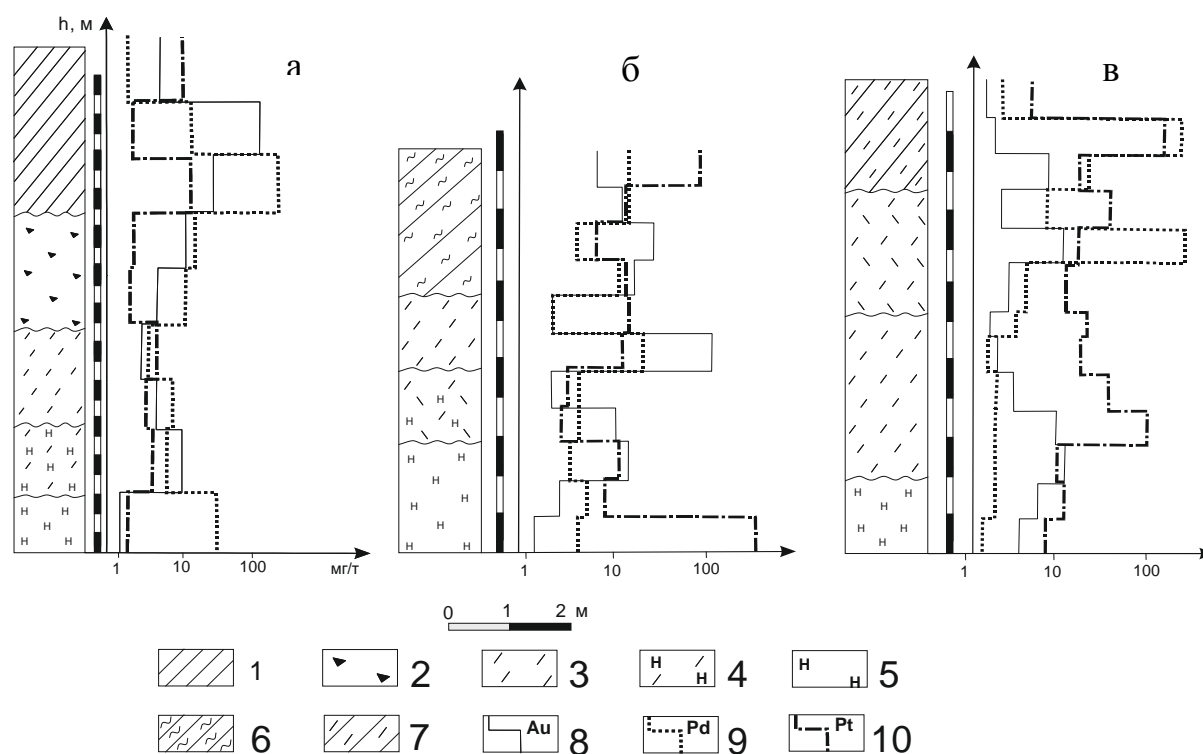 h, м
а
б
в
Н Н Н Н Н Н
Н Н Н Н
Н Н Н Н
Н Н Н Н Н Н
Н Н Н Н Н
1 10 100
мг/т
1 10 100
1 10 100
0 1 2 м
1 2 3 Н Н 4 Н Н 5
6 7 Au 8 Pd 9 Pt 10